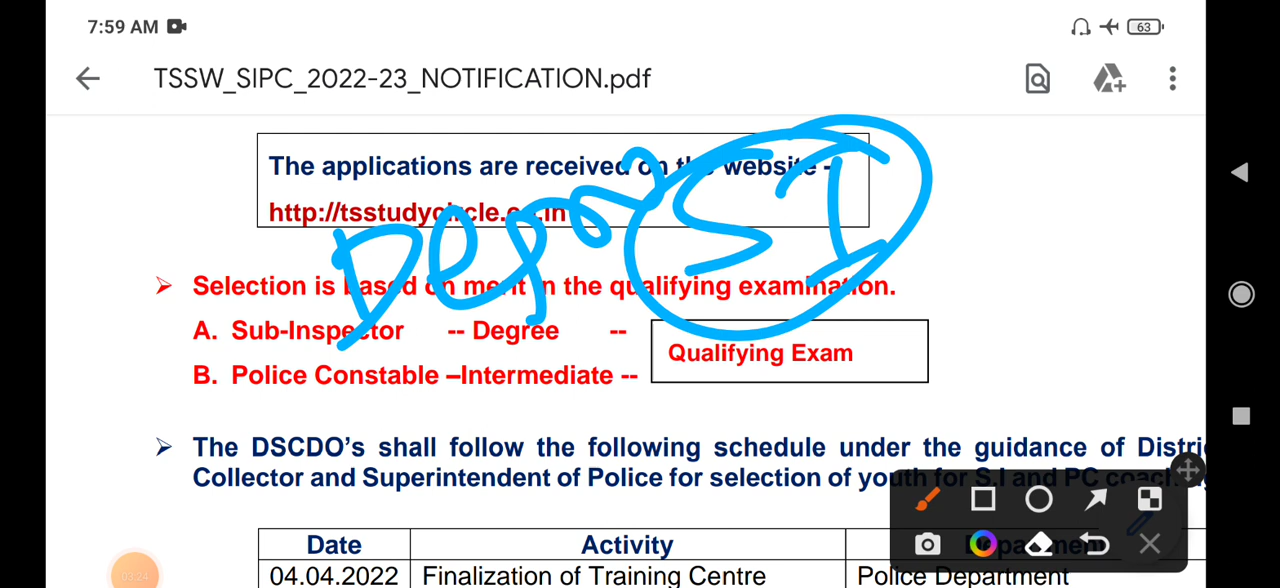 7:59 AM 63
TSSW_SIPC_2022-23_NOTIFICATION.pdf
The applications are received on the website -
http://tsstudycircle.co.in
SI
➢ Selection is based on merit in the qualifying examination.
A. Sub-Inspector -- Degree --
B. Police Constable –Intermediate --
Qualifying Exam
➢ The DSCDO's shall follow the following schedule under the guidance of Distri
Collector and Superintendent of Police for selection of youth for S.I and PC coach
Date Activity Department
04.04.2022 Finalization of Training Centre Police Department
03:24